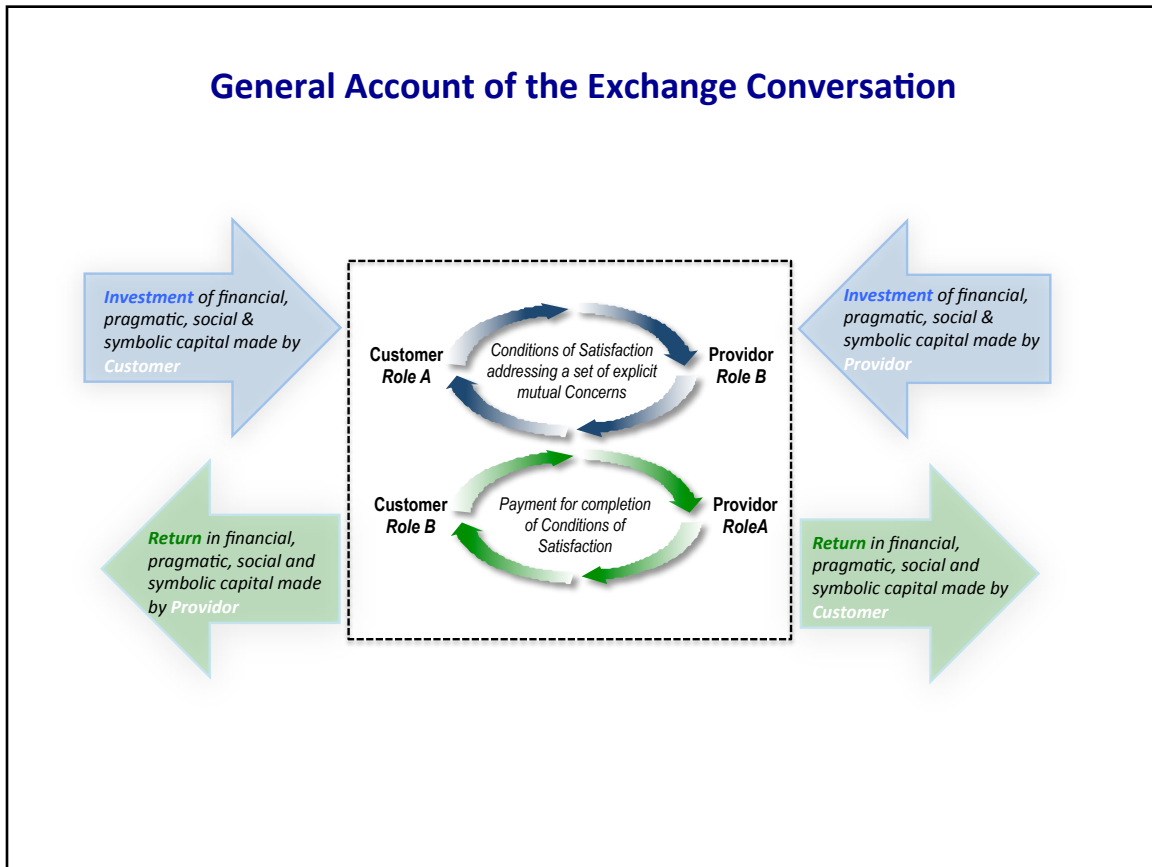 General Account of the Exchange Conversation
Investment of financial,
pragmatic, social &
symbolic capital made by
Customer
Customer
Role A
Conditions of Satisfaction
addressing a set of explicit
mutual Concerns
Providor
Role B
Investment of financial,
pragmatic, social &
symbolic capital made by
Providor
Return in financial,
pragmatic, social and
symbolic capital made
by Providor
Customer
Role B
Payment for completion
of Conditions of
Satisfaction
Providor
RoleA
Return in financial,
pragmatic, social and
symbolic capital made by
Customer